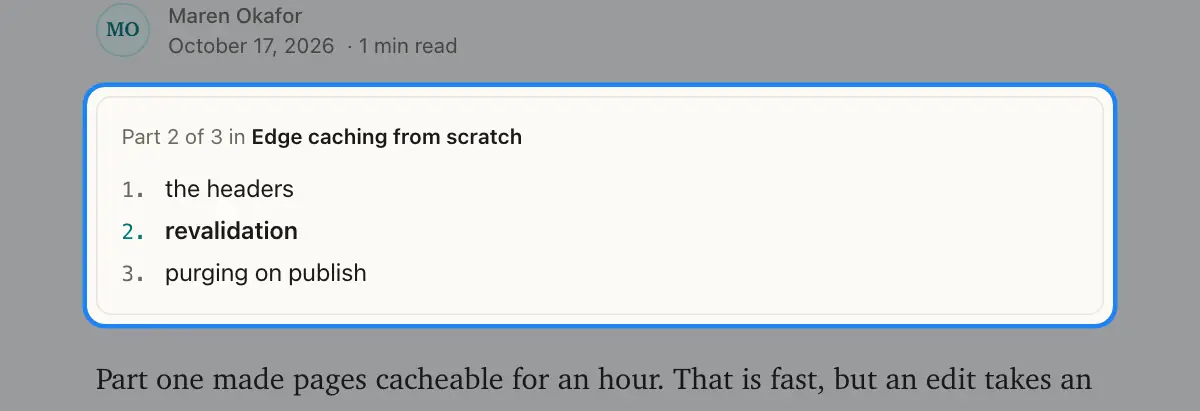 MO
Maren Okafor
October 17, 2026 · 1 min read
Part 2 of 3 in Edge caching from scratch
1. the headers
2. revalidation
3. purging on publish
Part one made pages cacheable for an hour. That is fast, but an edit takes an